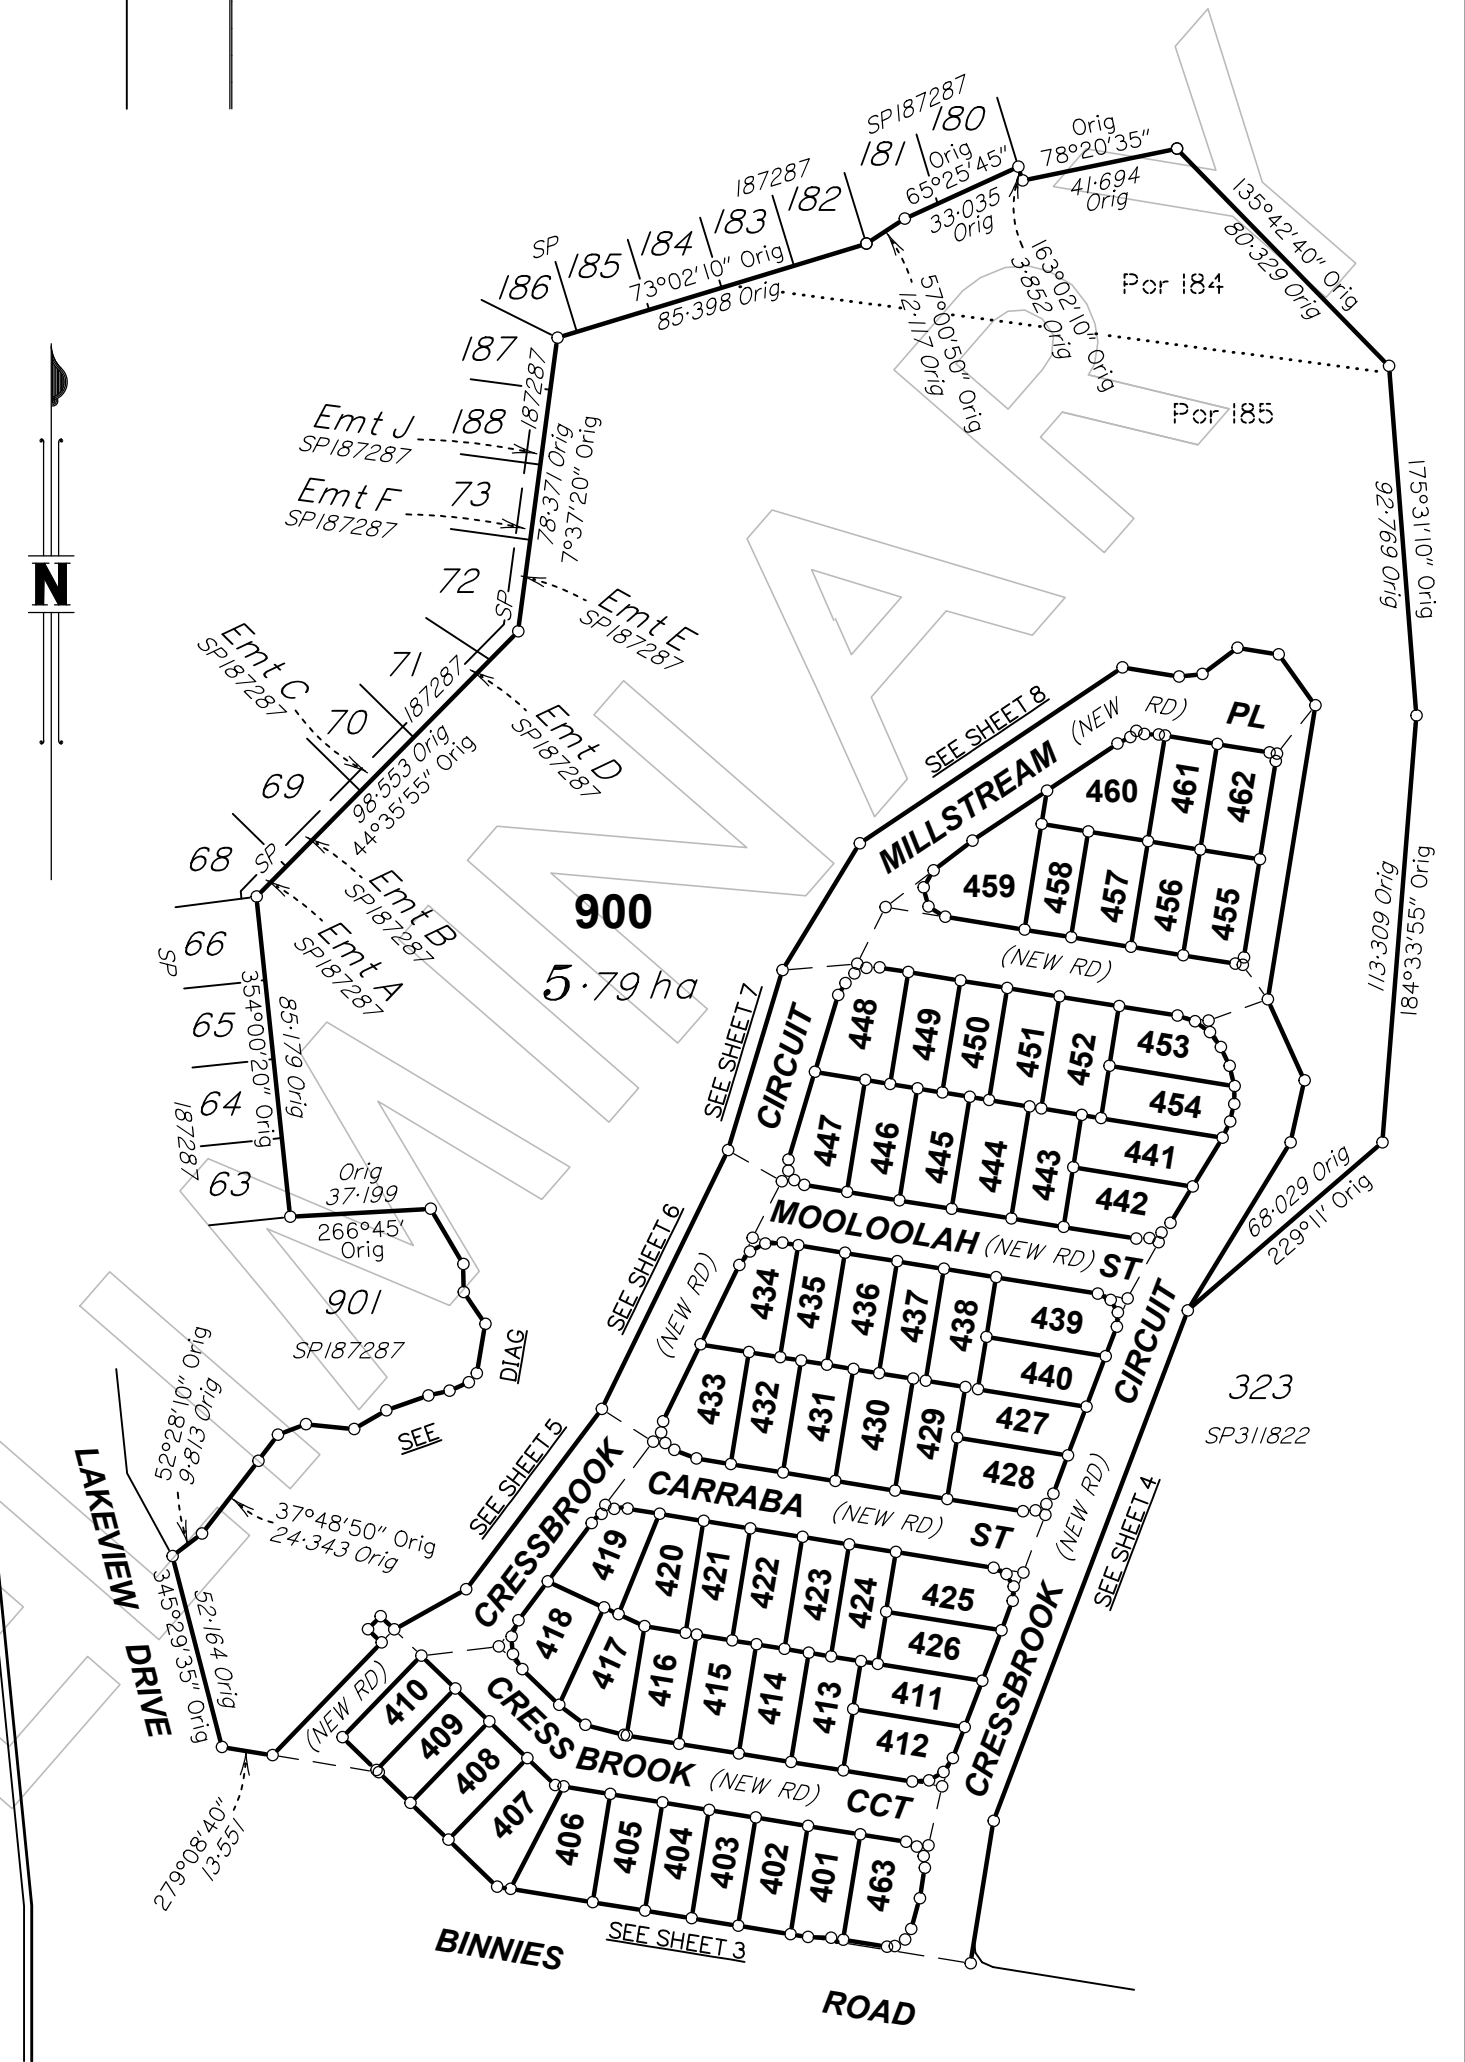 SP187287
180
181
182
187287
183
184
185
SP
186
187
188
73
72
71
70
69
68
66
65
64
63
Orig
78°20'35"
41·694
Orig
Orig
65°25'45"
33·035
Orig
135°42'40" Orig
80·329 Orig
73°02'10" Orig
85·398 Orig
57°00'50" Orig
12·117 Orig
163°02'10" Orig
3·852 Orig
Por 184
Por 185
187287
SP
78·371 Orig
7°37'20" Orig
Emt J
SP187287
Emt F
SP187287
Emt E
SP187287
Emt C
SP187287
Emt D
SP187287
187287
SP
98·553 Orig
44°35'55" Orig
Emt B
SP187287
Emt A
SP187287
N
175°31'10" Orig
92·769 Orig
113·309 Orig
184°33'55" Orig
68·029 Orig
229°11' Orig
900
5·79 ha
SP
187287
354°00'20" Orig
85·179 Orig
Orig
37·199
266°45'
Orig
901
SP187287
SEE
DIAG
52°28'10" Orig
9·813 Orig
37°48'50" Orig
24·343 Orig
345°29'35" Orig
52·164 Orig
279°08'40"
13·551
LAKEVIEW
DRIVE
SEE SHEET 8
MILLSTREAM
(NEW RD)
PL
460
461
462
459
458
457
456
455
(NEW RD)
SEE SHEET 7
CIRCUIT
448
449
450
451
452
453
454
447
446
445
444
443
441
442
MOOLOOLAH
(NEW RD)
ST
SEE SHEET 6
(NEW RD)
434
435
436
437
438
439
440
433
432
431
430
429
427
428
CIRCUIT
323
SP311822
SEE SHEET 5
CRESSBROOK
CARRABA
(NEW RD)
ST
(NEW RD)
SEE SHEET 4
419
420
421
422
423
424
425
426
418
417
416
415
414
413
411
412
CRESSBROOK
(NEW RD)
CRESS BROOK
(NEW RD)
CCT
410
409
408
407
406
405
404
403
402
401
463
SEE SHEET 3
BINNIES
ROAD